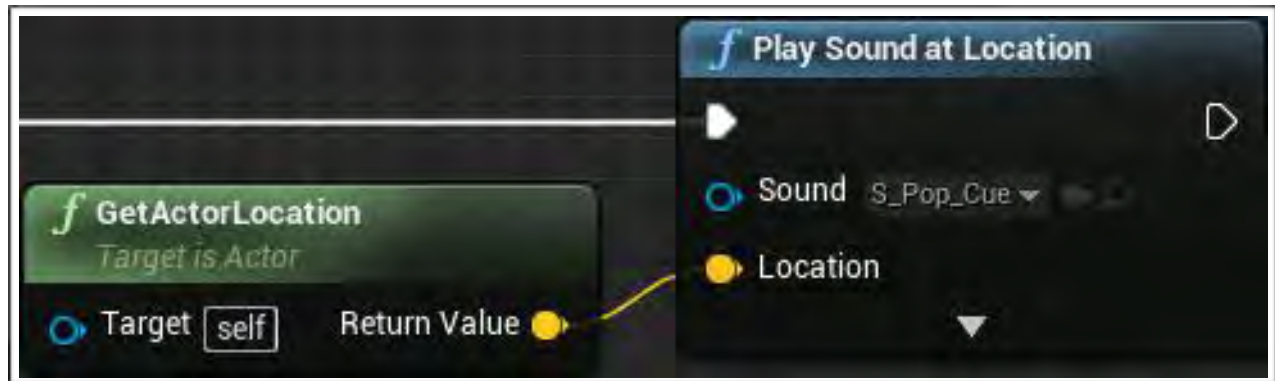 f Play Sound at Location
Sound S_Pop_Cue
f GetActorLocation
Target is Actor
Location
Target self Return Value